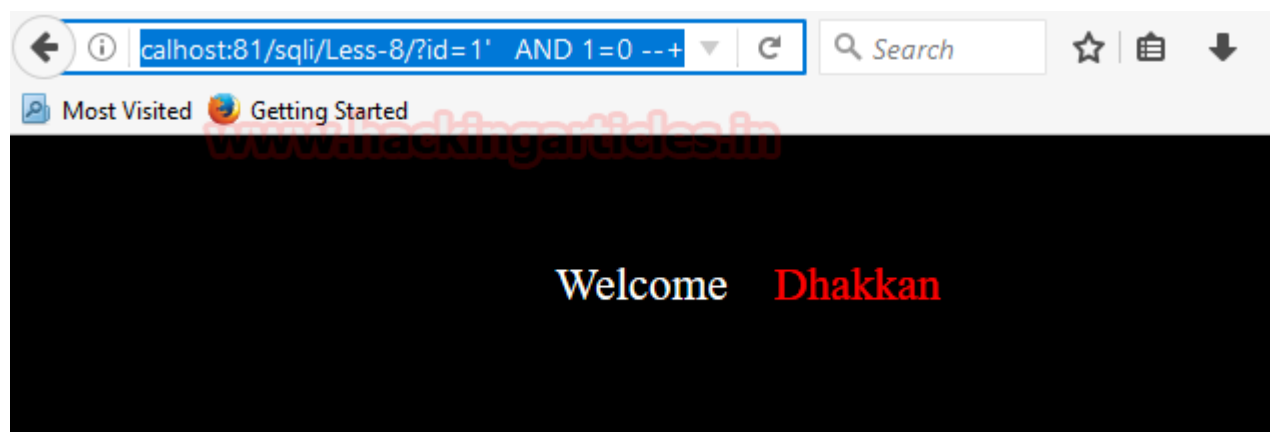 calhost:81/sqli/Less-8/?id=1' AND 1=0 --+
Search
Most Visited Getting Started
www.hackingarticles.in
Welcome Dhakkan